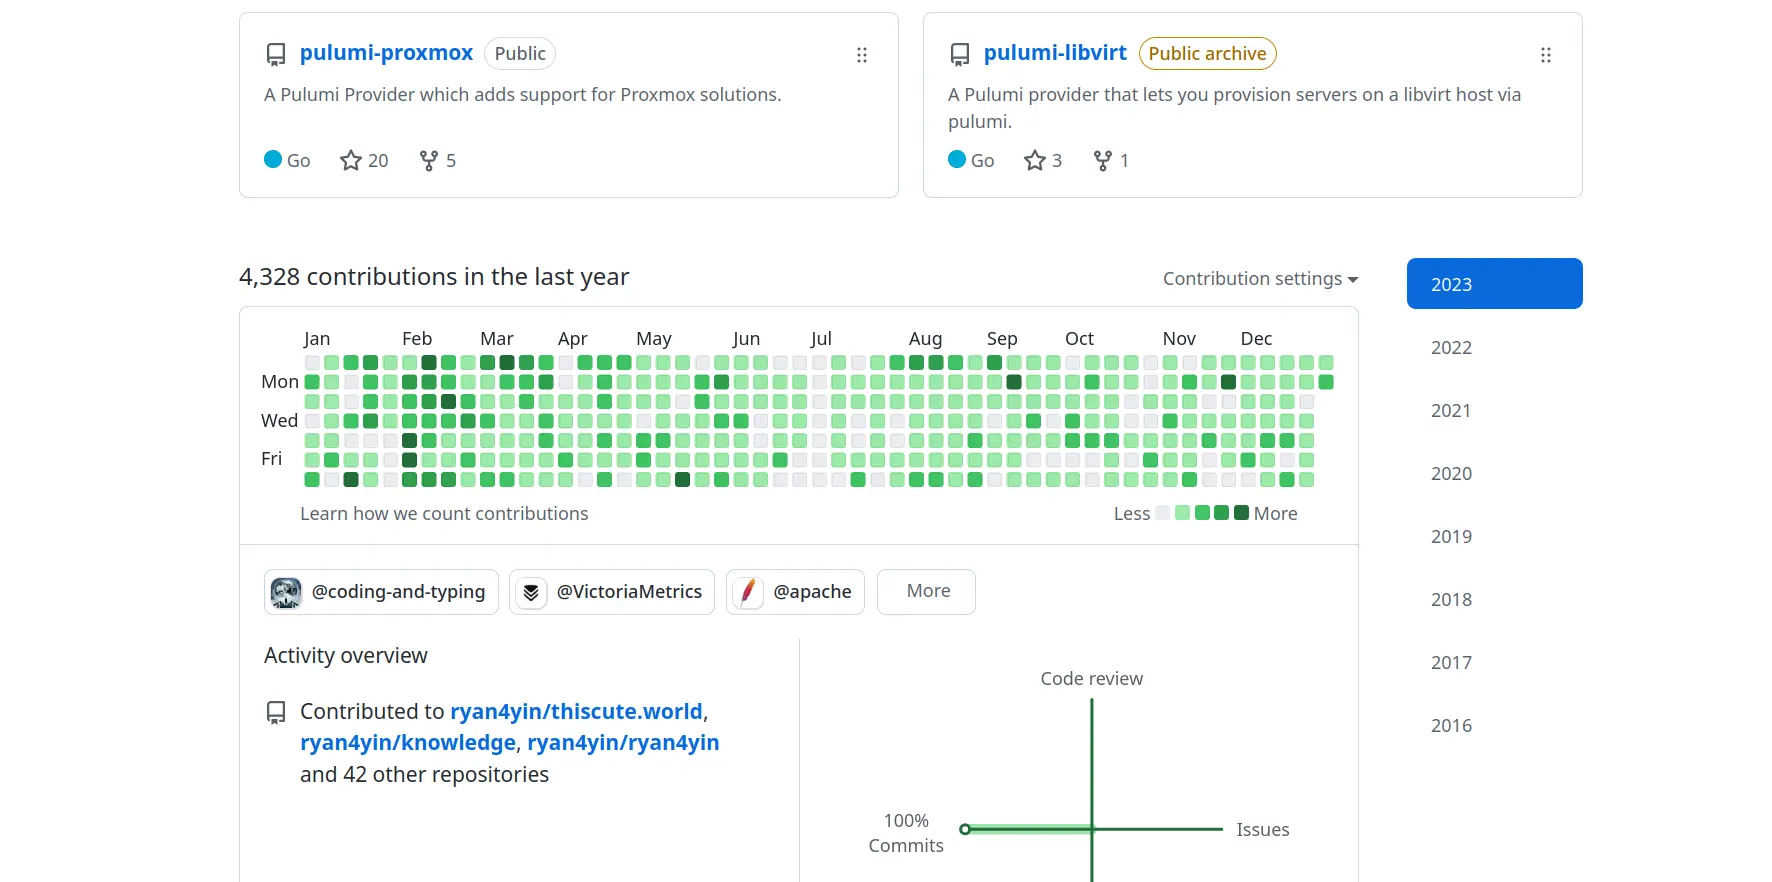 pulumi-proxmox Public
A Pulumi Provider which adds support for Proxmox solutions.
Go 20 5
pulumi-libvirt Public archive
A Pulumi provider that lets you provision servers on a libvirt host via
pulumi.
Go 3 1
4,328 contributions in the last year
Contribution settings
Jan Feb Mar Apr May Jun Jul Aug Sep Oct Nov Dec
Mon
Wed
Fri
Learn how we count contributions
Less More
@coding-and-typing @VictoriaMetrics @apache More
Activity overview
Contributed to ryan4yin/thiscute.world,
ryan4yin/knowledge, ryan4yin/ryan4yin
and 42 other repositories
Code review
100%
Commits
Issues
2023
2022
2021
2020
2019
2018
2017
2016